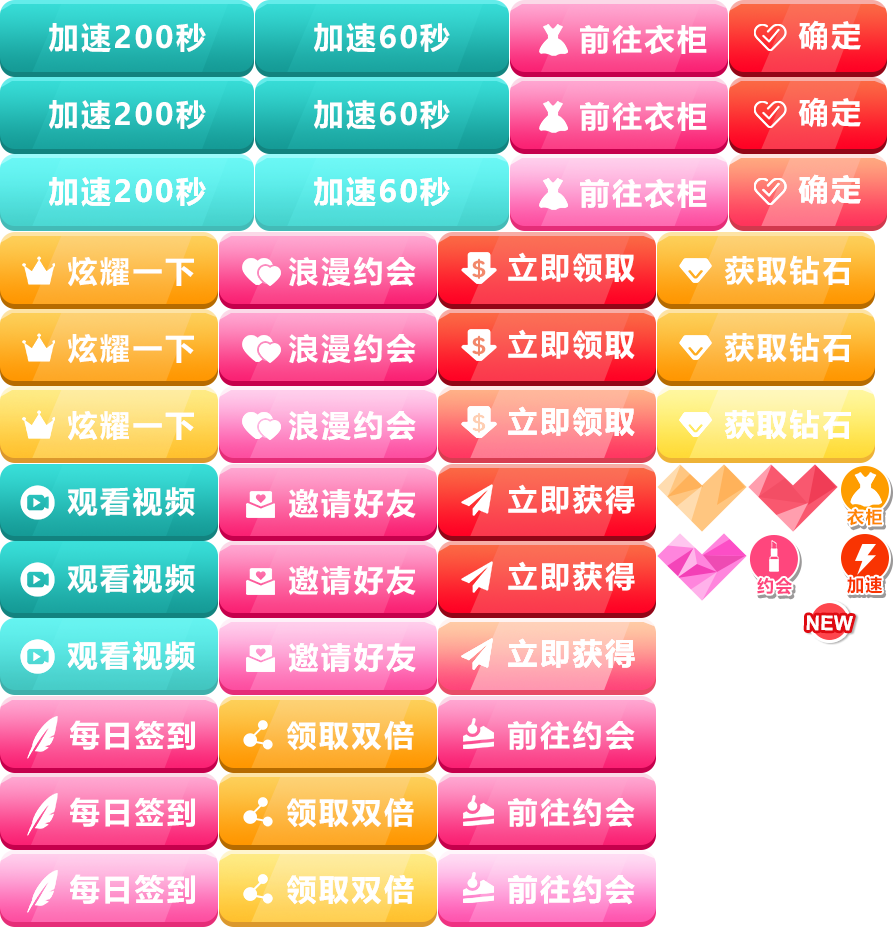 加速200秒 加速60秒 前往衣柜 确定
加速200秒 加速60秒 前往衣柜 确定
加速200秒 加速60秒 前往衣柜 确定
炫耀一下 浪漫约会 $ 立即领取 获取钻石
炫耀一下 浪漫约会 $ 立即领取 获取钻石
炫耀一下 浪漫约会 $ 立即领取 获取钻石
观看视频 邀请好友 立即获得 衣柜
观看视频 邀请好友 立即获得 约会 加速
NEW
观看视频 邀请好友 立即获得
每日签到 领取双倍 前往约会
每日签到 领取双倍 前往约会
每日签到 领取双倍 前往约会